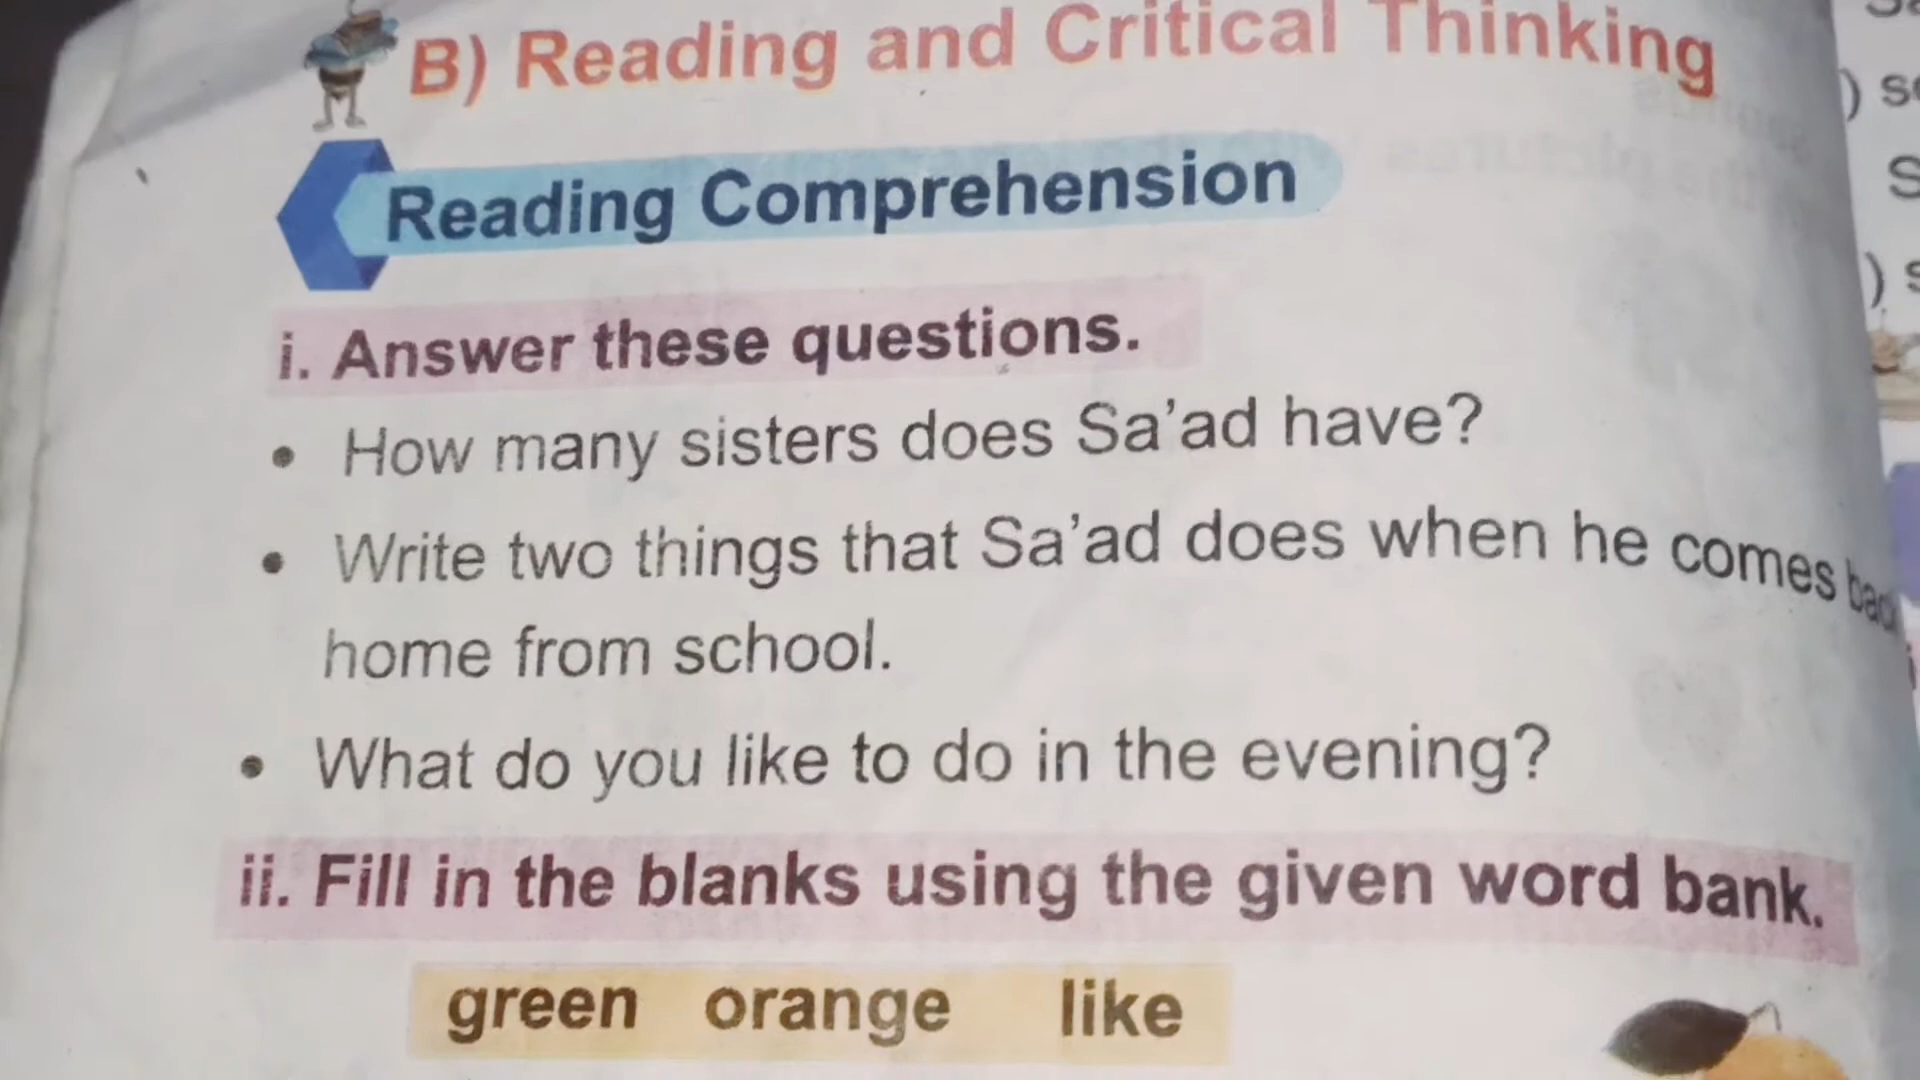 B) Reading and Critical Thinking
Reading Comprehension
i. Answer these questions.
• How many sisters does Sa'ad have?
• Write two things that Sa'ad does when he comes back
home from school.
• What do you like to do in the evening?
ii. Fill in the blanks using the given word bank.
green orange like